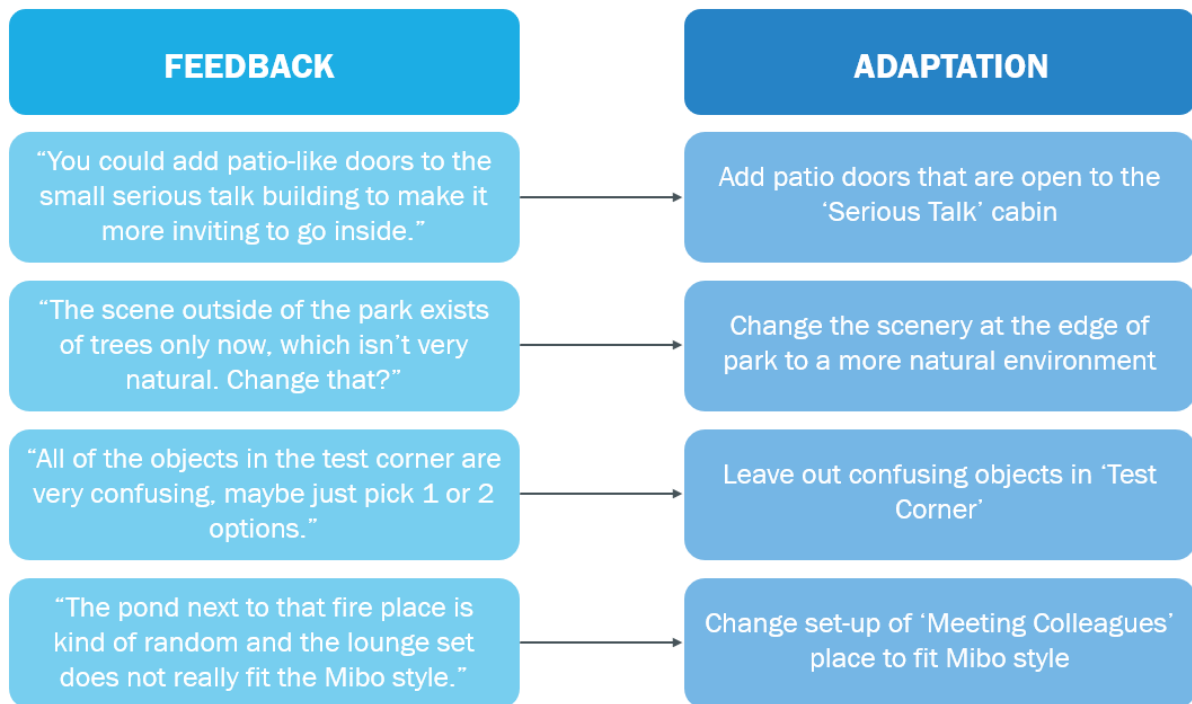 FEEDBACK
ADAPTATION
“You could add patio-like doors to the
small serious talk building to make it
more inviting to go inside.”
Add patio doors that are open to the
‘Serious Talk’ cabin
“The scene outside of the park exists
of trees only now, which isn’t very
natural. Change that?”
Change the scenery at the edge of
park to a more natural environment
“All of the objects in the test corner are
very confusing, maybe just pick 1 or 2
options.”
Leave out confusing objects in ‘Test
Corner’
“The pond next to that fire place is
kind of random and the lounge set
does not really fit the Mibo style.”
Change set-up of ‘Meeting Colleagues’
place to fit Mibo style